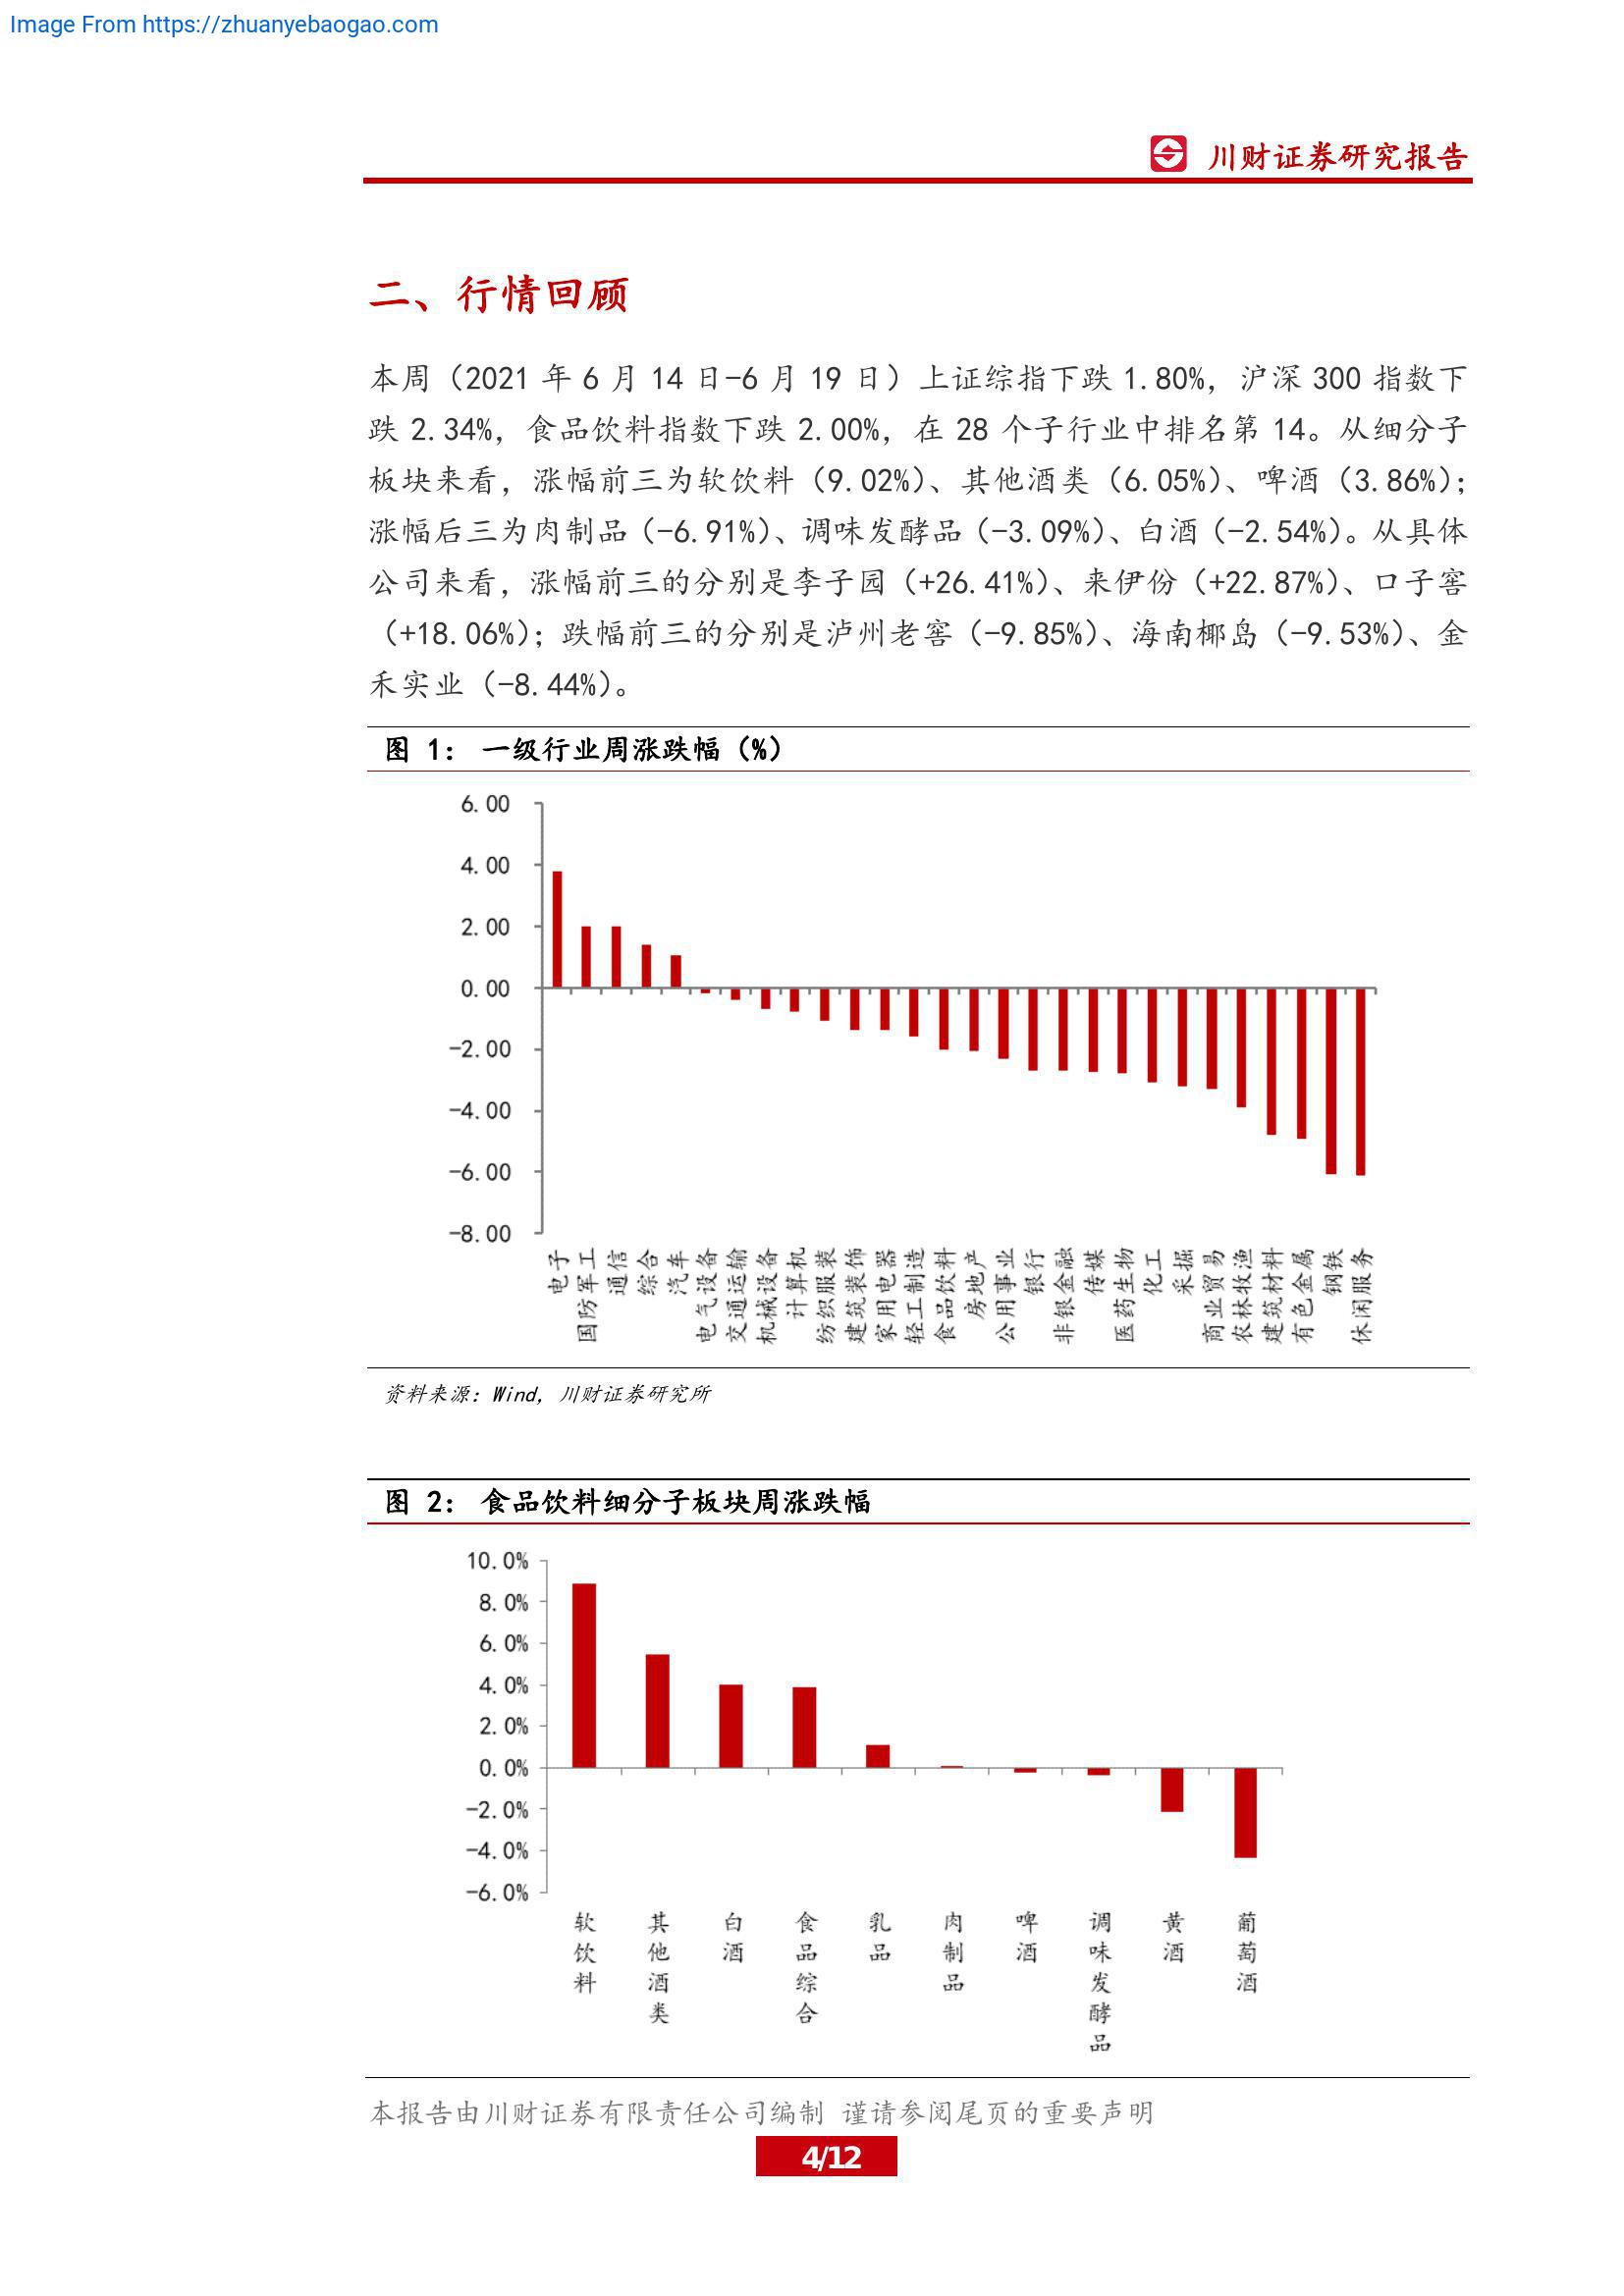 Image From https://zhuanyebaogao.com
川财证券研究报告
二、行情回顾
本周（2021 年 6 月 14 日-6 月 19 日）上证综指下跌 1.80%，沪深 300 指数下
跌 2.34%，食品饮料指数下跌 2.00%，在 28 个子行业中排名第 14。从细分子
板块来看，涨幅前三为软饮料（9.02%）、其他酒类（6.05%）、啤酒（3.86%）；
涨幅后三为肉制品（-6.91%）、调味发酵品（-3.09%）、白酒（-2.54%）。从具体
公司来看，涨幅前三的分别是李子园（+26.41%）、来伊份（+22.87%）、口子窖
（+18.06%）；跌幅前三的分别是泸州老窖（-9.85%）、海南椰岛（-9.53%）、金
禾实业（-8.44%）。
图 1： 一级行业周涨跌幅（%）
6.00
4.00
2.00
0.00
-2.00
-4.00
-6.00
-8.00
电子
国防军工
通信
综合
汽车
电气设备
交通运输
机械设备
计算机
纺织服装
建筑装饰
家用电器
轻工制造
食品饮料
房地产
公用事业
银行
非银金融
传媒
医药生物
化工
采掘
商业贸易
农林牧渔
建筑材料
有色金属
钢铁
休闲服务
资料来源：Wind，川财证券研究所
图 2： 食品饮料细分子板块周涨跌幅
10.0%
8.0%
6.0%
4.0%
2.0%
0.0%
-2.0%
-4.0%
-6.0%
软饮料
其他酒类
白酒
食品综合
乳品
肉制品
啤酒
调味发酵品
黄酒
葡萄酒
本报告由川财证券有限责任公司编制 谨请参阅尾页的重要声明
4/12